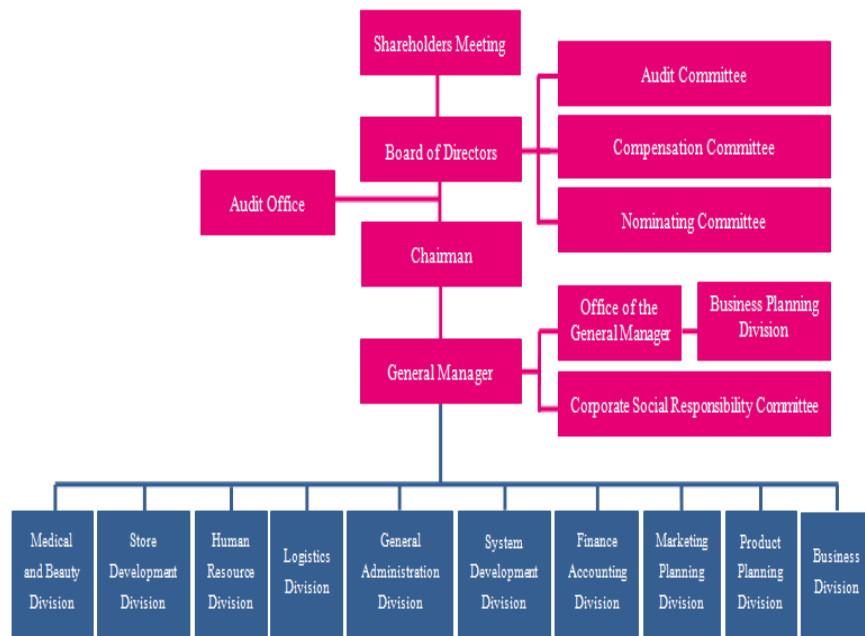 Shareholders Meeting
Audit Committee
Board of Directors
Compensation Committee
Audit Office
Nominating Committee
Chairman
Office of the
General Manager
Business Planning
Division
General Manager
Corporate Social Responsibility Committee
Medical
and Beauty
Division
Store
Development
Division
Human
Resource
Division
Logistics
Division
General
Administration
Division
System
Development
Division
Finance
Accounting
Division
Marketing
Planning
Division
Product
Planning
Division
Business
Division